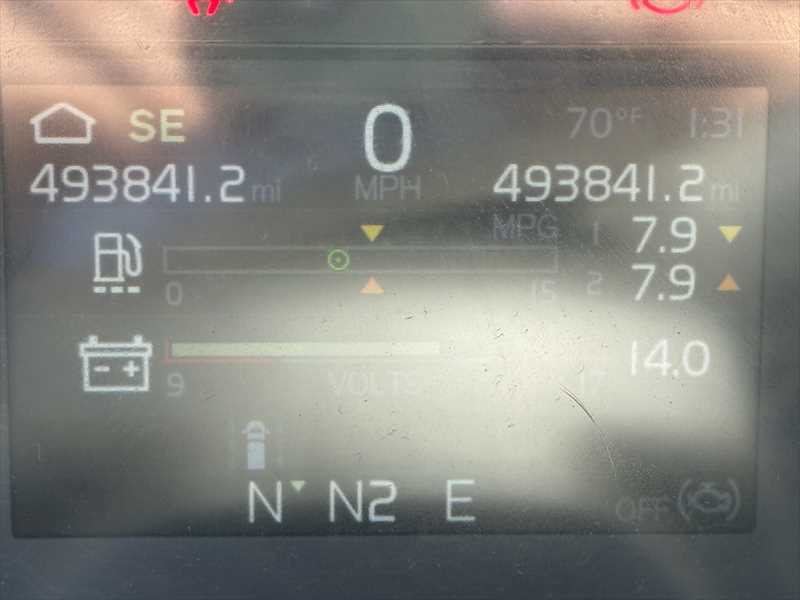 SE 0 70°F 1:31
493841.2 mi MPH 493841.2 mi
MPG 1 7.9
0 15 2 7.9
14.0
9 VOLTS 17
N N2 E OFF